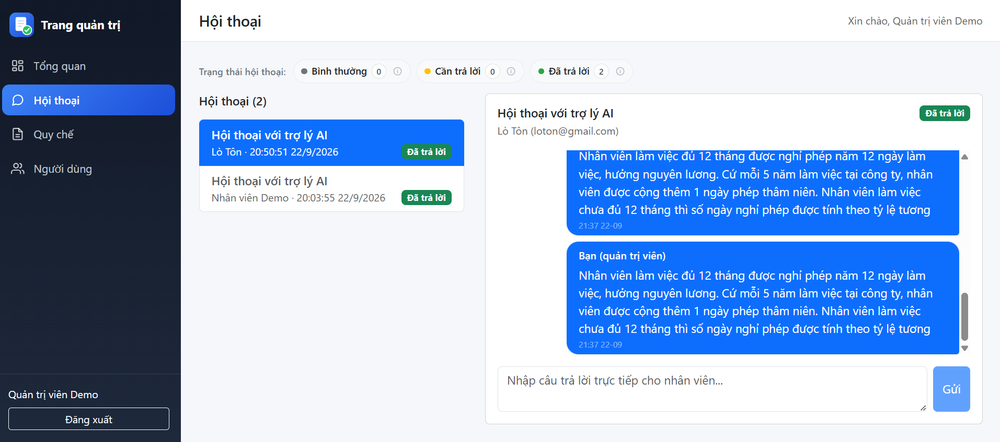 Trang quản trị
Tổng quan
Hội thoại
Quy chế
Người dùng
Quản trị viên Demo
Đăng xuất
Hội thoại
Xin chào, Quản trị viên Demo
Trạng thái hội thoại:
Bình thường 0
Cần trả lời 0
Đã trả lời 2
Hội thoại (2)
Hội thoại với trợ lý AI
Lò Tôn · 20:50:51 22/9/2026
Đã trả lời
Hội thoại với trợ lý AI
Nhân viên Demo · 20:03:55 22/9/2026
Đã trả lời
Hội thoại với trợ lý AI
Đã trả lời
Lò Tôn (loton@gmail.com)
Nhân viên làm việc đủ 12 tháng được nghỉ phép năm 12 ngày làm
việc, hưởng nguyên lương. Cứ mỗi 5 năm làm việc tại công ty, nhân
viên được cộng thêm 1 ngày phép thâm niên. Nhân viên làm việc
chưa đủ 12 tháng thì số ngày nghỉ phép được tính theo tỷ lệ tương
21:37 22-09
Bạn (quản trị viên)
Nhân viên làm việc đủ 12 tháng được nghỉ phép năm 12 ngày làm
việc, hưởng nguyên lương. Cứ mỗi 5 năm làm việc tại công ty, nhân
viên được cộng thêm 1 ngày phép thâm niên. Nhân viên làm việc
chưa đủ 12 tháng thì số ngày nghỉ phép được tính theo tỷ lệ tương
21:37 22-09
Nhập câu trả lời trực tiếp cho nhân viên...
Gửi